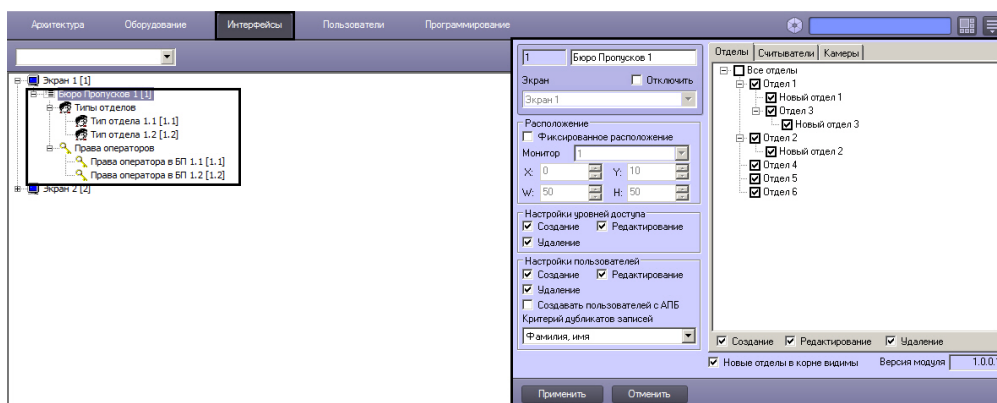 Архитектура Оборудование Интерфейсы Пользователи Программирование
Экран 1 [1]
Бюро Пропусков 1 [1]
Типы отделов
Тип отдела 1.1 [1.1]
Тип отдела 1.2 [1.2]
Права операторов
Права оператора в БП 1.1 [1.1]
Права оператора в БП 1.2 [1.2]
Экран 2 [2]
1 Бюро Пропусков 1
Экран Отключить
Экран 1
Расположение
Фиксированное расположение
Монитор 1
X: 0 Y: 10
W: 50 H: 50
Настройки уровней доступа
Создание Редактирование
Удаление
Настройки пользователей
Создание Редактирование
Удаление
Создавать пользователей с АПБ
Критерий дубликатов записей
Фамилия, имя
Отделы Считыватели Камеры
Все отделы
Отдел 1
Новый отдел 1
Отдел 3
Новый отдел 3
Отдел 2
Новый отдел 2
Отдел 4
Отдел 5
Отдел 6
Создание Редактирование Удаление
Новые отделы в корне видимы Версия модуля 1.0.0.
Применить Отменить